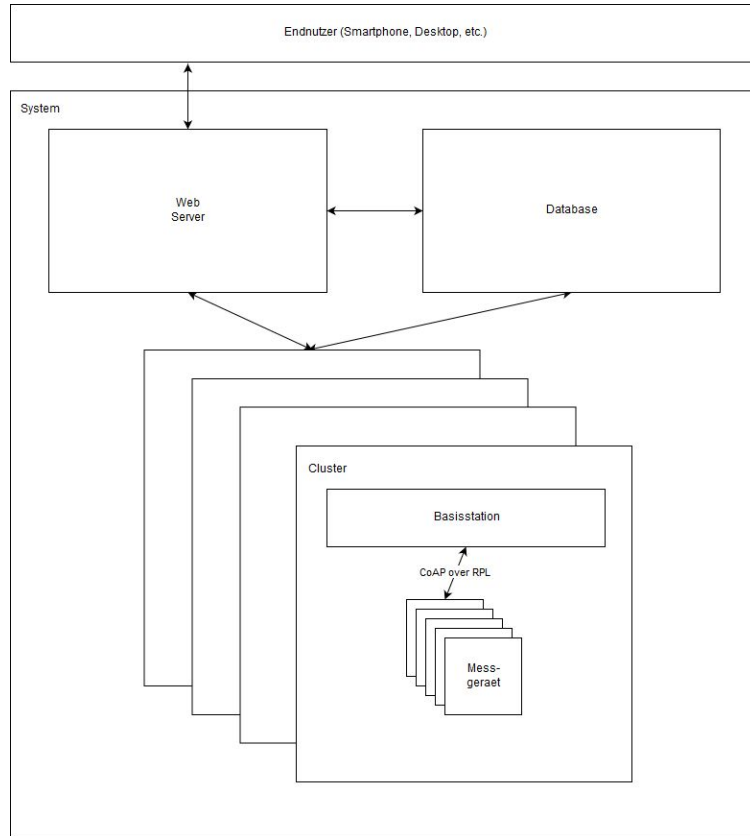 Endnutzer (Smartphone, Desktop, etc.)
System
Web
Server
Database
Cluster
Basisstation
CoAP over RPL
Mess-
geraet